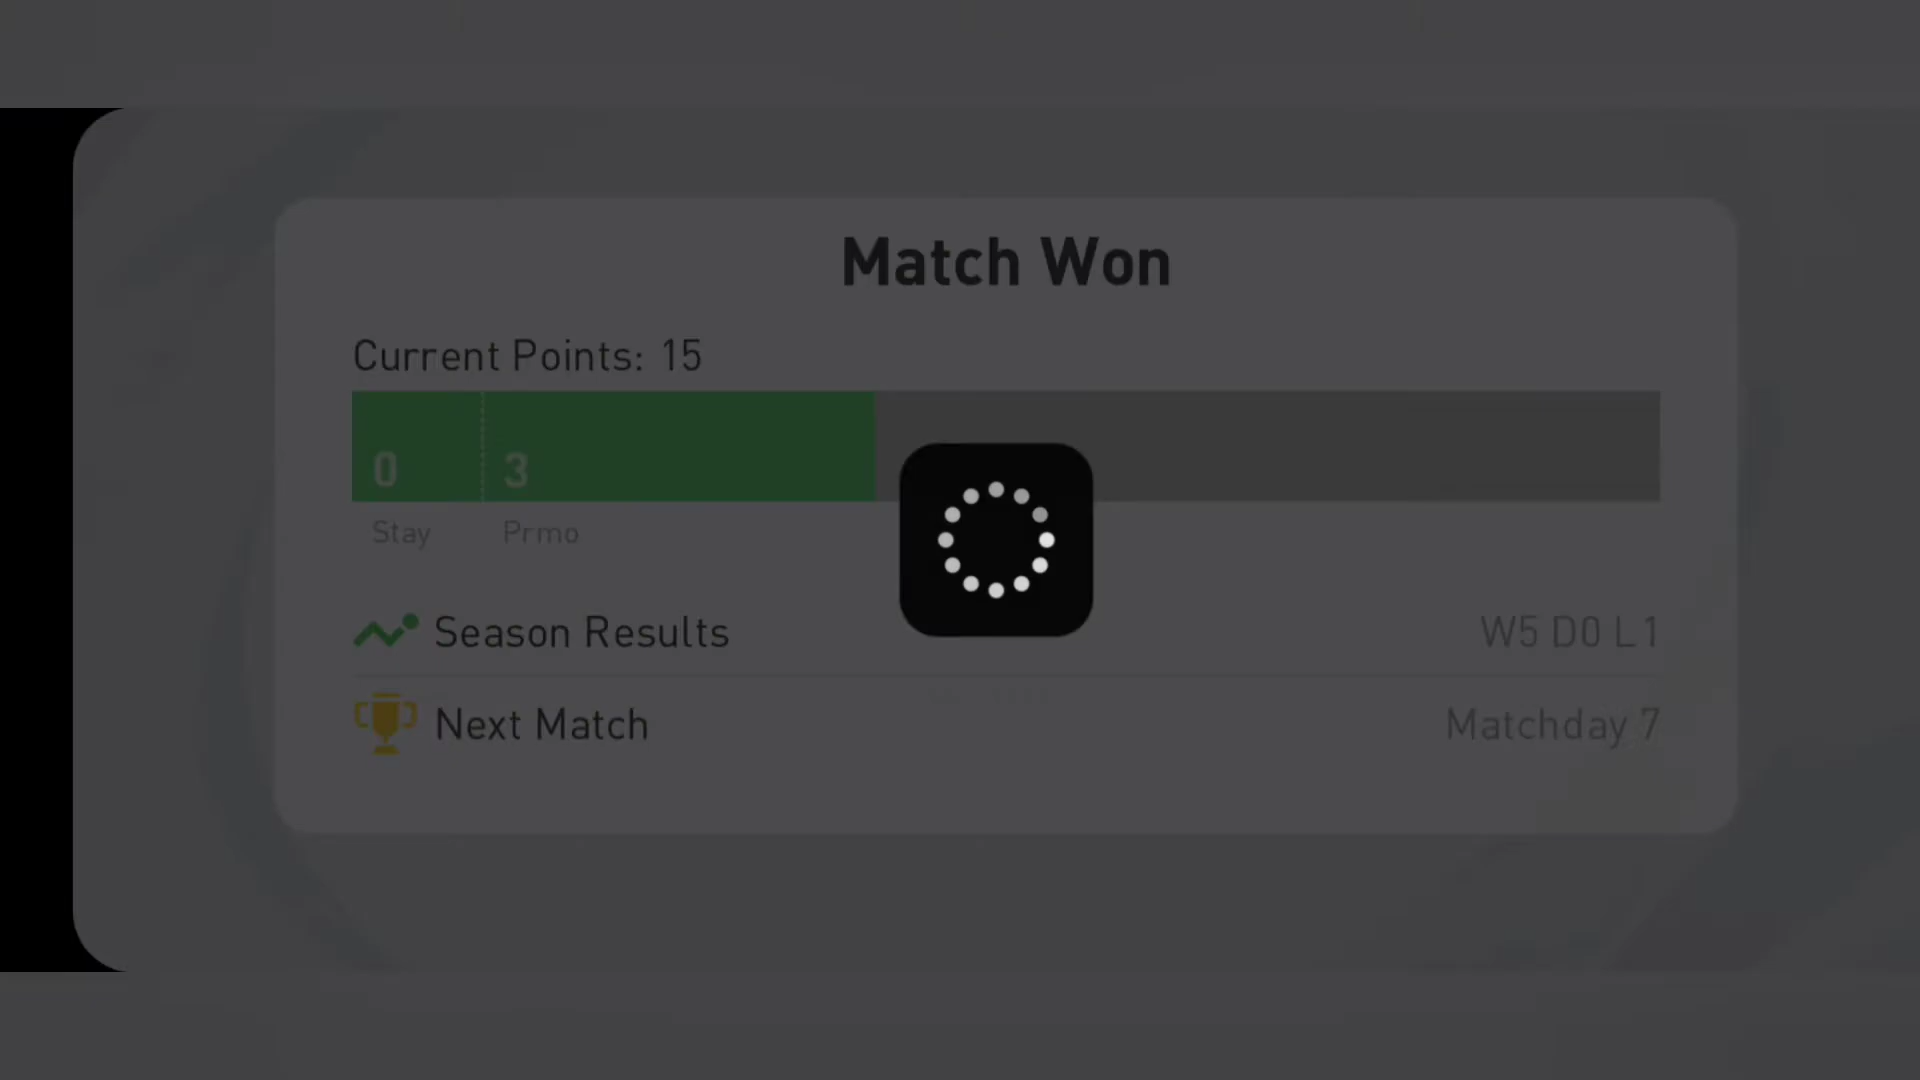 Match Won
Current Points: 15
0 3
Stay Prmo
Season Results W5 D0 L1
Next Match Matchday 7